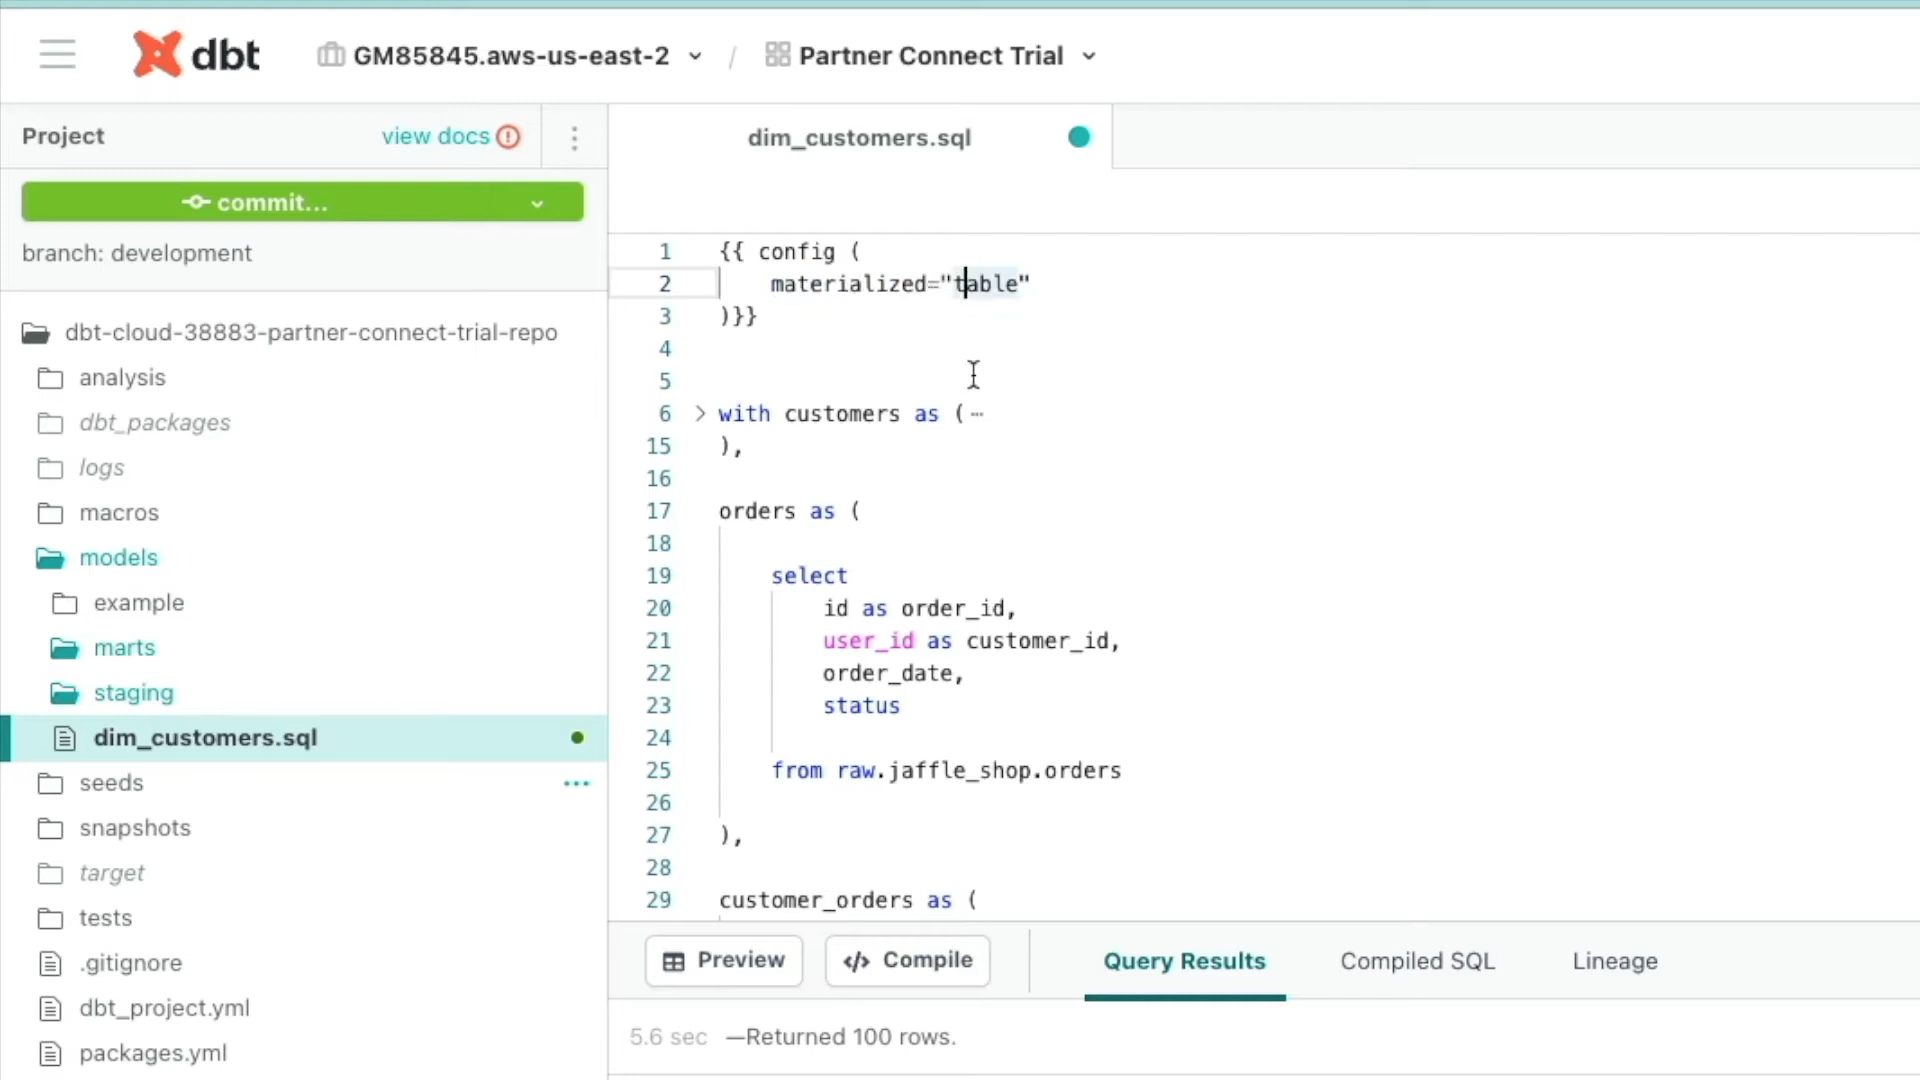 dbt GM85845.aws-us-east-2 / Partner Connect Trial
Project view docs
commit...
branch: development
dbt-cloud-38883-partner-connect-trial-repo
analysis
dbt_packages
logs
macros
models
example
marts
staging
dim_customers.sql
seeds
snapshots
target
tests
.gitignore
dbt_project.yml
packages.yml
dim_customers.sql
1 {{ config (
2 materialized="table"
3 )}}
4
5
6 with customers as (…
15 ),
16
17 orders as (
18
19 select
20 id as order_id,
21 user_id as customer_id,
22 order_date,
23 status
24
25 from raw.jaffle_shop.orders
26
27 ),
28
29 customer_orders as (
Preview </> Compile Query Results Compiled SQL Lineage
5.6 sec —Returned 100 rows.